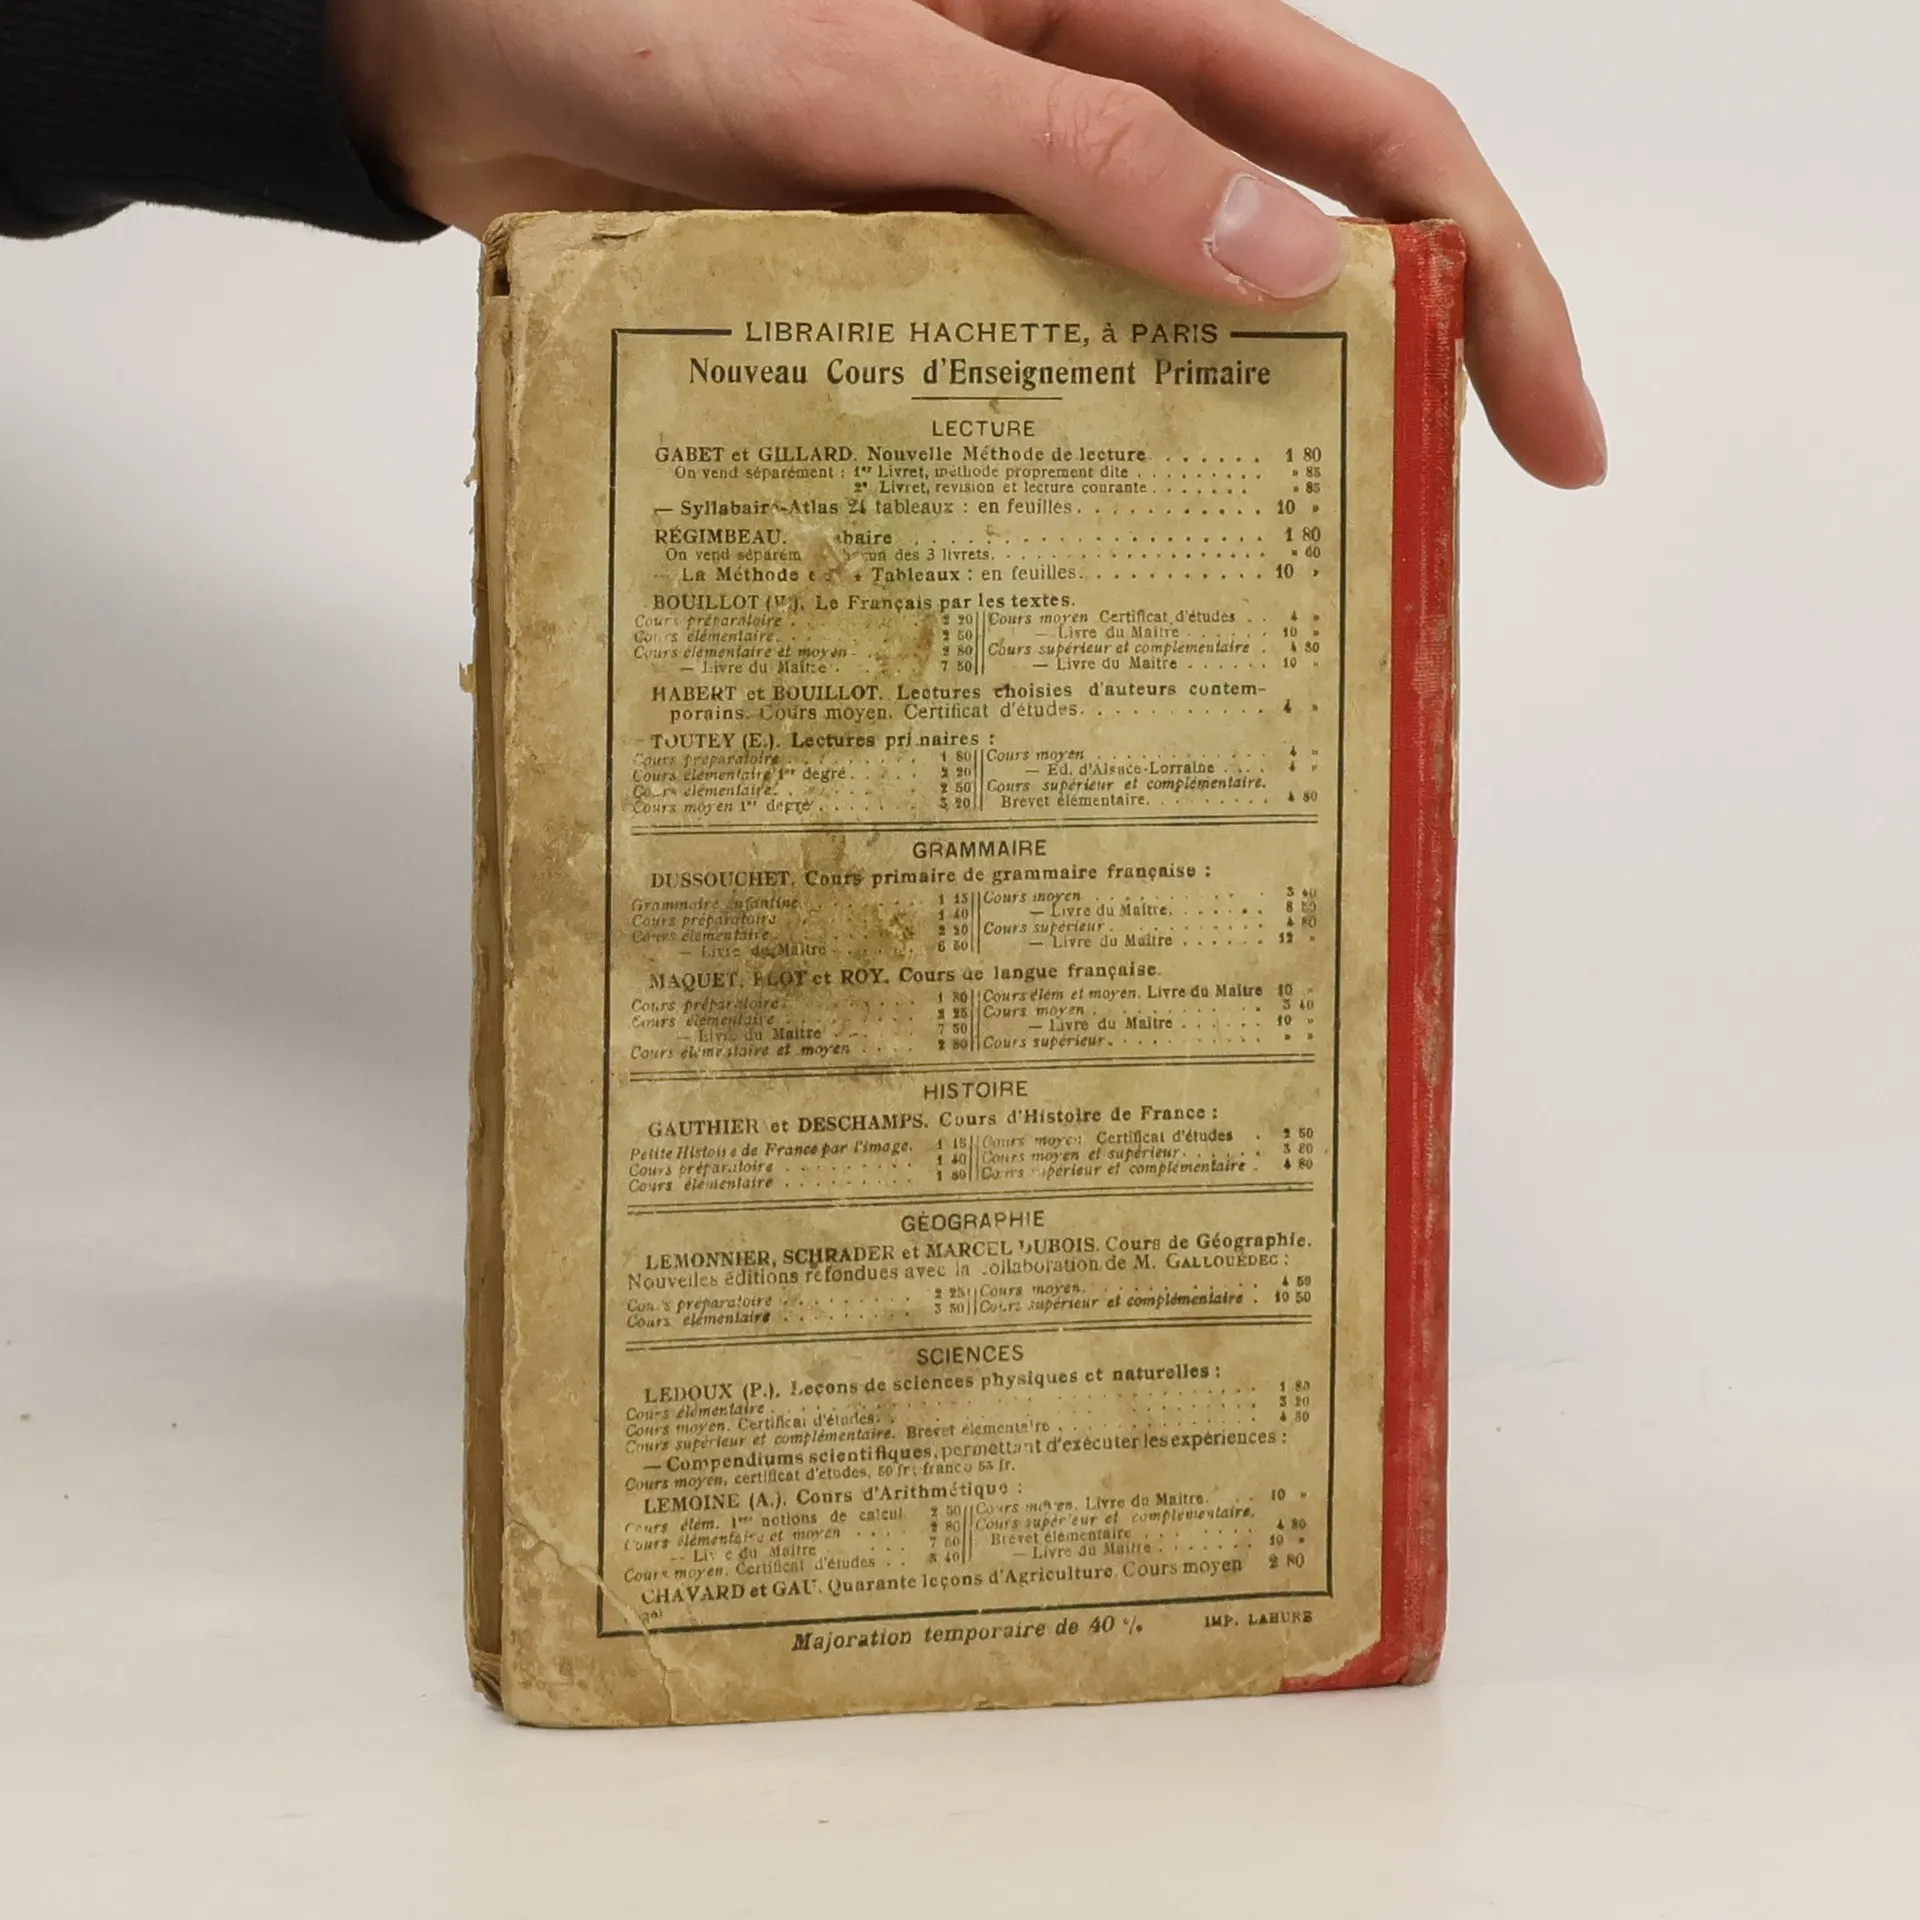 LIBRAIRIE HACHETTE, à PARIS
Nouveau Cours d'Enseignement Primaire
LECTURE
GABET et GILLARD. Nouvelle Méthode de lecture . . . . . . 1 80
On vend séparément : 1er Livret, méthode proprement dite . . . . . . . . . » 85
2e Livret, revision et lecture courante . . . . . . . » 85
— Syllabaire-Atlas 24 tableaux : en feuilles . . . . . . . . . . . 10 »
RÉGIMBEAU. baire . . . . . . . . . . . . . 1 80
On vend séparém des 3 livrets. . . . . . . . . . » 60
La Méthode Tableaux : en feuilles. . . . . . . . . . 10 »
BOUILLOT (V.). Le Français par les textes.
Cours préparatoire . . . 2 20 || Cours moyen Certificat d'études . . 4 »
Cours élémentaire. . . . 2 50 || — Livre du Maître . . . . . . 10 »
Cours élémentaire et moyen . . 2 80 || Cours supérieur et complémentaire . 4 80
— Livre du Maître . . . 7 50 || — Livre du Maître . . . . . . 10 »
HABERT et BOUILLOT. Lectures choisies d'auteurs contem-
porains. Cours moyen. Certificat d'études. . . . . . . . . . 4 »
TOUTEY (E.). Lectures primaires :
Cours préparatoire . . . . 1 80 || Cours moyen . . . . . . . . . 4 »
Cours élémentaire 1er degré . . . . 2 20 || — Ed. d'Alsace-Lorraine . . . . 4 »
Cours élémentaire. . . . . 2 50 || Cours supérieur et complémentaire.
Cours moyen 1er degré . . . . . 3 20 || Brevet élémentaire. . . . . . . 4 80
GRAMMAIRE
DUSSOUCHET. Cours primaire de grammaire française :
Grammaire enfantine . . . . . 1 15 || Cours moyen . . . . . . 3 40
Cours préparatoire . . . . . 1 40 || — Livre du Maître. . . . . . 8 50
Cours élémentaire . . . . . 2 20 || Cours supérieur. . . . . . 4 80
— Livre du Maître . . . . 6 50 || — Livre du Maître . . . . . . 12 »
MAQUET, FLOT et ROY. Cours de langue française.
Cours préparatoire . . . . . 1 80 || Cours élém et moyen. Livre du Maître 10 »
Cours élémentaire . . . . . 2 25 || Cours moyen . . . . . . 3 40
— Livre du Maître . . . 7 50 || — Livre du Maître . . . . . . 10 »
Cours élémentaire et moyen . . . . 2 80 || Cours supérieur. . . . . . » »
HISTOIRE
GAUTHIER et DESCHAMPS. Cours d'Histoire de France :
Petite Histoire de France par l'image. 1 15 || Cours moyen. Certificat d'études . 2 50
Cours préparatoire . . . . . 1 40 || Cours moyen et supérieur. . . . .
Cours élémentaire . . . . . 1 80 || Cours supérieur et complémentaire . 4 80
GÉOGRAPHIE
LEMONNIER, SCHRADER et MARCEL DUBOIS. Cours de Géographie.
Nouvelles éditions refondues avec la collaboration de M. GALLOUÉDEC :
Cours préparatoire . . . . . 2 25 || Cours moyen. . . . . . 4 50
Cours élémentaire . . . . . 3 50 || Cours supérieur et complémentaire . 10 50
SCIENCES
LEDOUX (P.). Leçons de sciences physiques et naturelles :
Cours élémentaire . . . . . . 1 80
Cours moyen. Certificat d'études. . . . . . 3 20
Cours supérieur et complémentaire. Brevet élémentaire . . . . . 4 80
— Compendiums scientifiques, permettant d'exécuter les expériences :
Cours moyen, certificat d'études, 50 fr; franco 55 fr.
LEMOINE (A.). Cours d'Arithmétique :
Cours élém. 1res notions de calcul 2 50 || Cours moyen. Livre du Maître. . . 10 »
Cours élémentaire et moyen . . . . 2 80 || Cours supérieur et complémentaire.
— Livre du Maître . . . 7 50 || Brevet élémentaire . . . . . 4 80
Cours moyen. Certificat d'études . . 3 40 || — Livre du Maître . . . . . . 10 »
CHAVARD et GAU. Quarante leçons d'Agriculture. Cours moyen 2 80
Majoration temporaire de 40 %
IMP. LAHURE